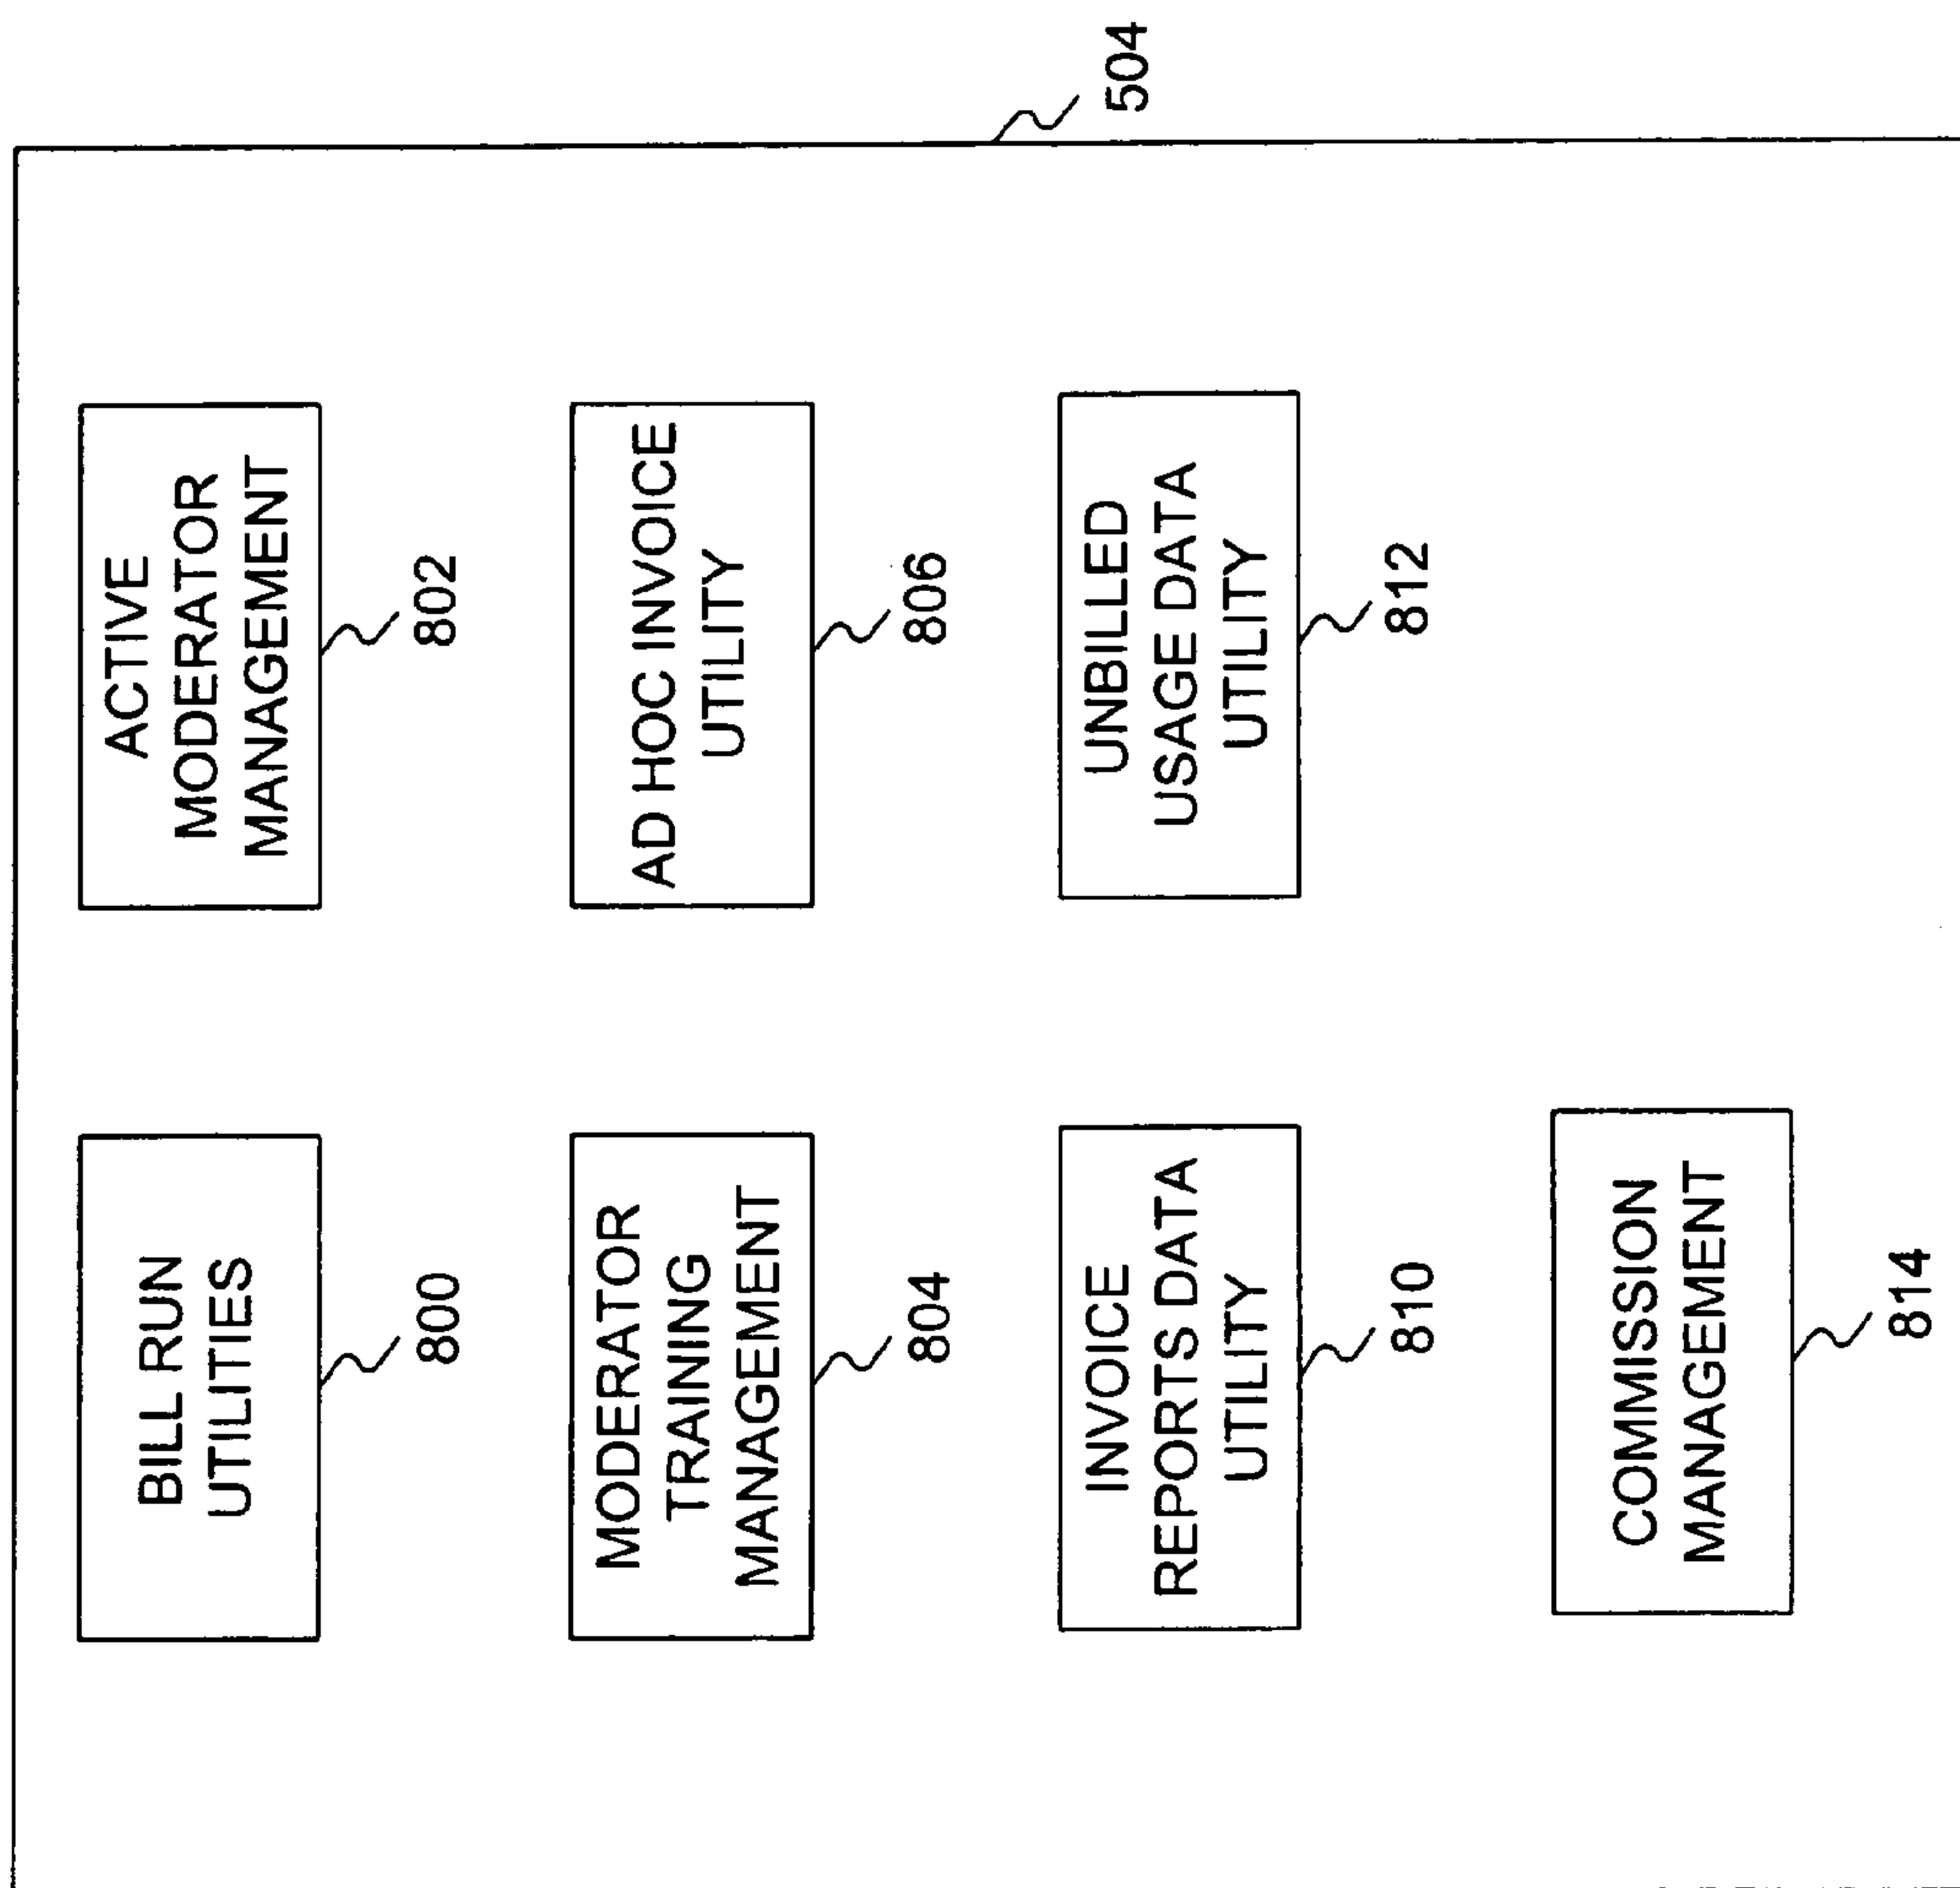 BILL RUN
UTILITIES
800
ACTIVE
MODERATOR
MANAGEMENT
802
MODERATOR
TRAINING
MANAGEMENT
804
AD HOC INVOICE
UTILITY
806
504
INVOICE
REPORTS DATA
UTILITY
810
UNBILLED
USAGE DATA
UTILITY
812
COMMISSION
MANAGEMENT
814